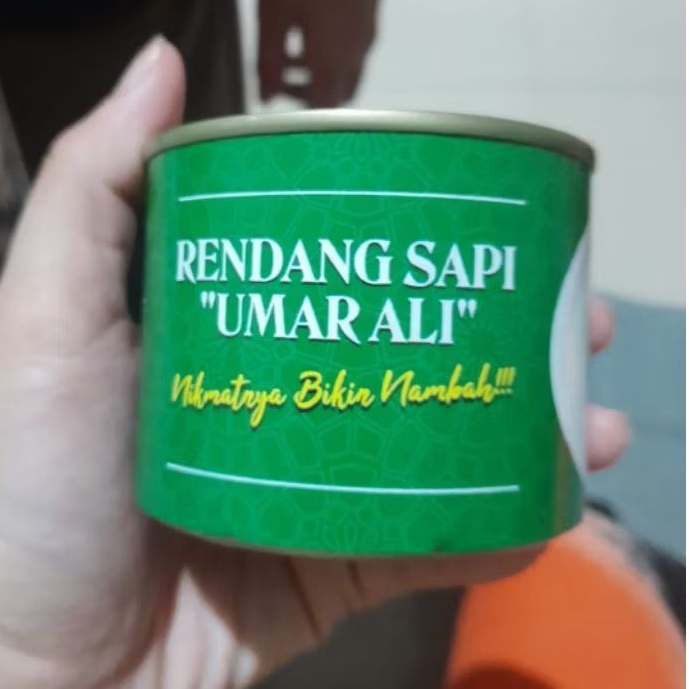 RENDANG SAPI
"UMAR ALI"
Nikmatnya Bikin Nambah!!!